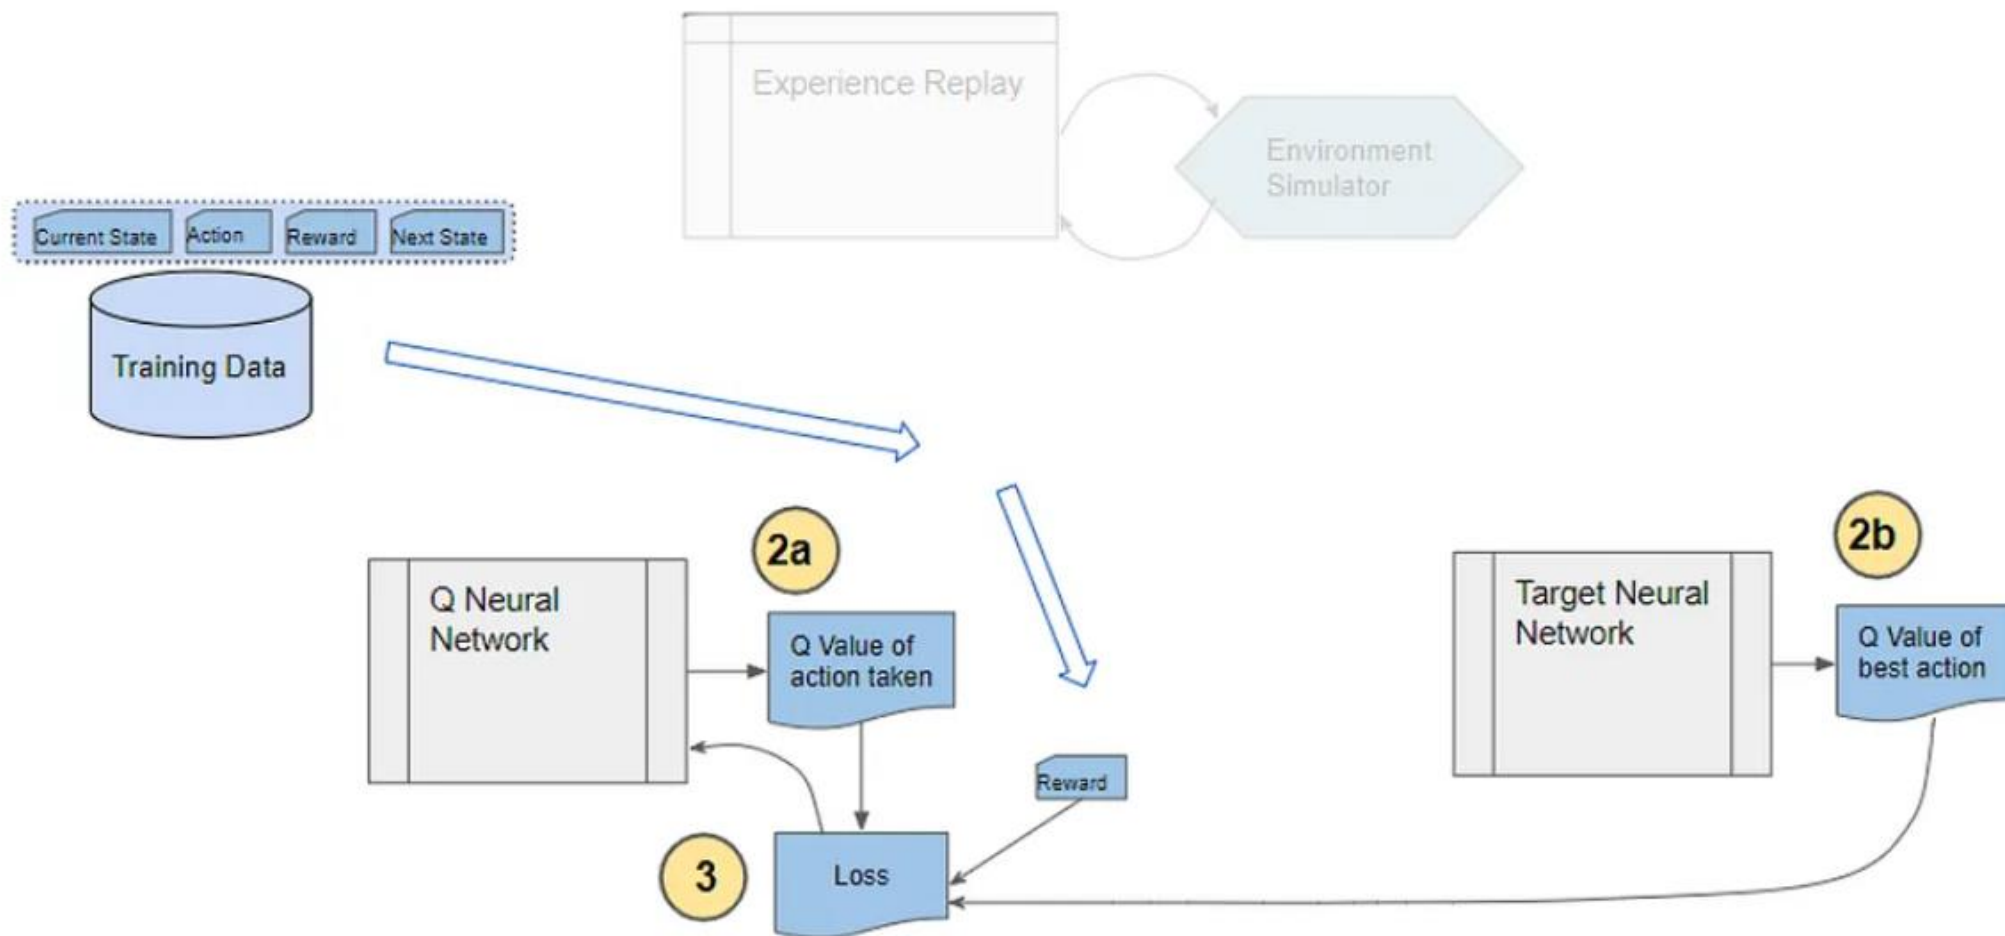 Experience Replay
Environment
Simulator
Current State
Action
Reward
Next State
Training Data
2a
2b
Q Neural
Network
Q Value of
action taken
Target Neural
Network
Q Value of
best action
Reward
3
Loss